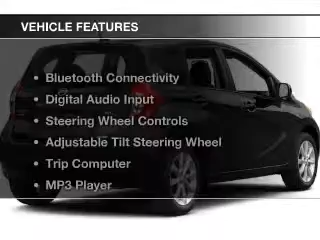 VEHICLE FEATURES
• Bluetooth Connectivity
• Digital Audio Input
• Steering Wheel Controls
• Adjustable Tilt Steering Wheel
• Trip Computer
• MP3 Player